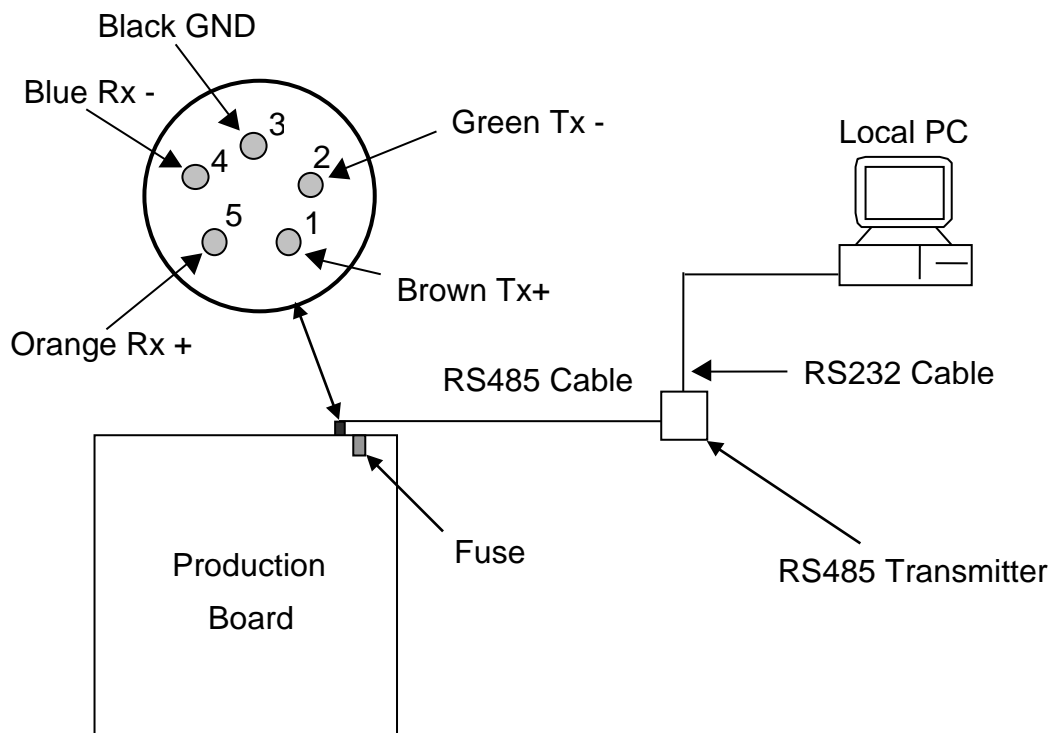 Black GND
Blue Rx -
Green Tx -
3
4
2
5
1
Brown Tx+
Orange Rx +
Local PC
RS485 Cable
RS232 Cable
Fuse
RS485 Transmitter
Production
Board